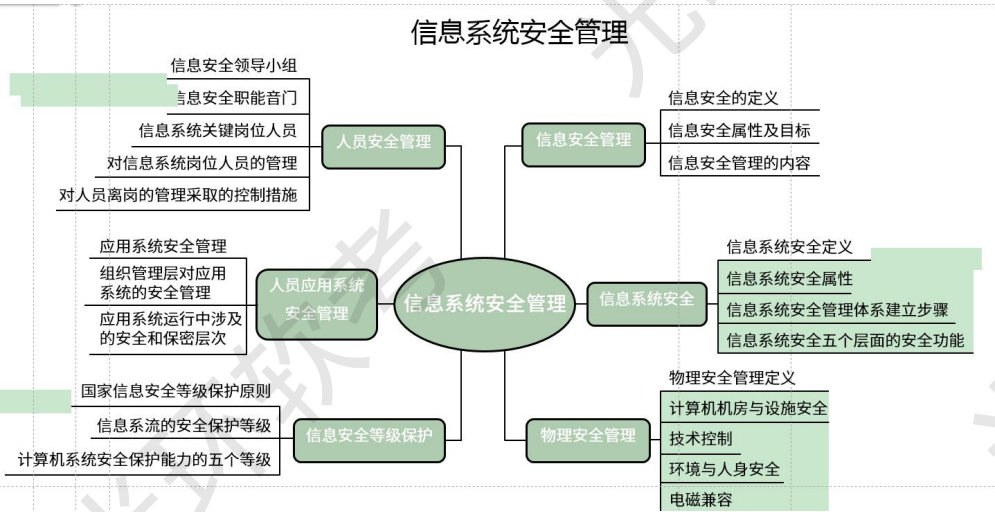 信息系统安全管理
信息安全领导小组
信息安全职能音门
信息系统关键岗位人员
对信息系统岗位人员的管理
对人员离岗的管理采取的控制措施
人员安全管理
信息安全管理
信息安全的定义
信息安全属性及目标
信息安全管理的内容
应用系统安全管理
组织管理层对应用
系统的安全管理
应用系统运行中涉及
的安全和保密层次
人员应用系统
安全管理
信息系统安全管理
信息系统安全
信息系统安全定义
信息系统安全属性
信息系统安全管理体系建立步骤
信息系统安全五个层面的安全功能
国家信息安全等级保护原则
信息系流的安全保护等级
计算机系统安全保护能力的五个等级
信息安全等级保护
物理安全管理
物理安全管理定义
计算机机房与设施安全
技术控制
环境与人身安全
电磁兼容